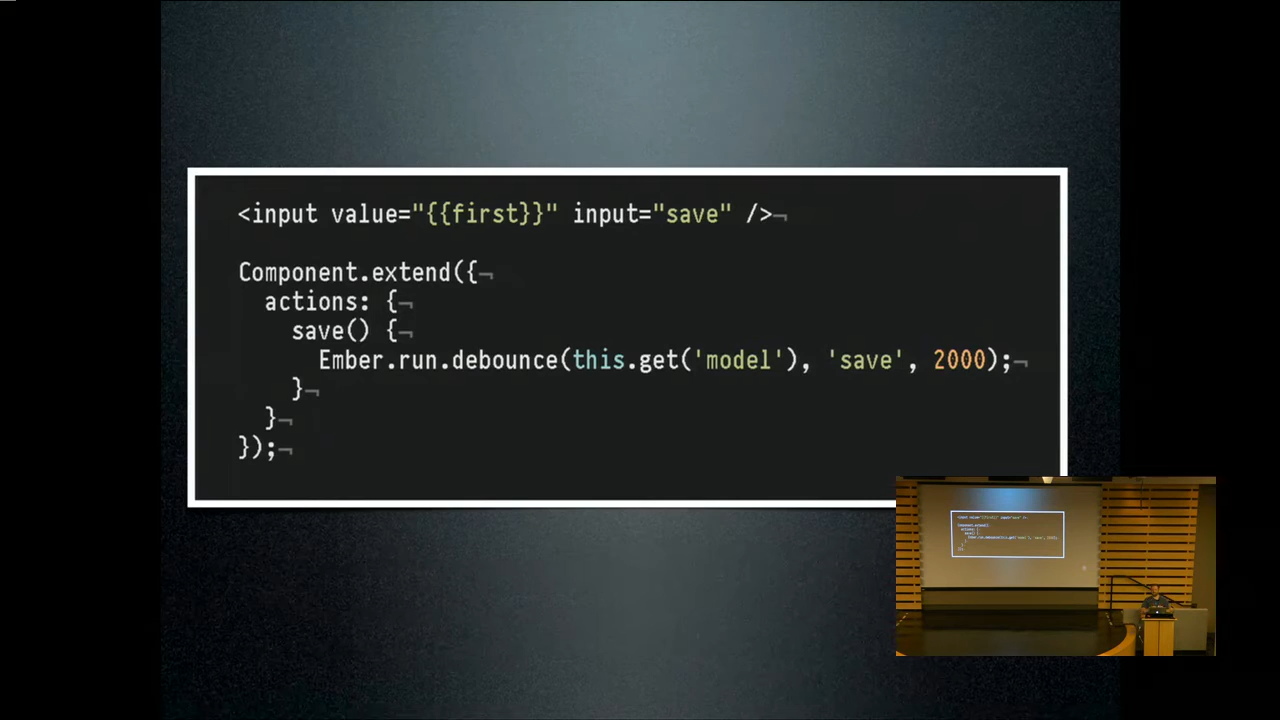 <input value="{{first}}" input="save" />¬
Component.extend({¬
actions: {¬
save() {¬
Ember.run.debounce(this.get('model'), 'save', 2000);¬
}¬
}¬
});¬